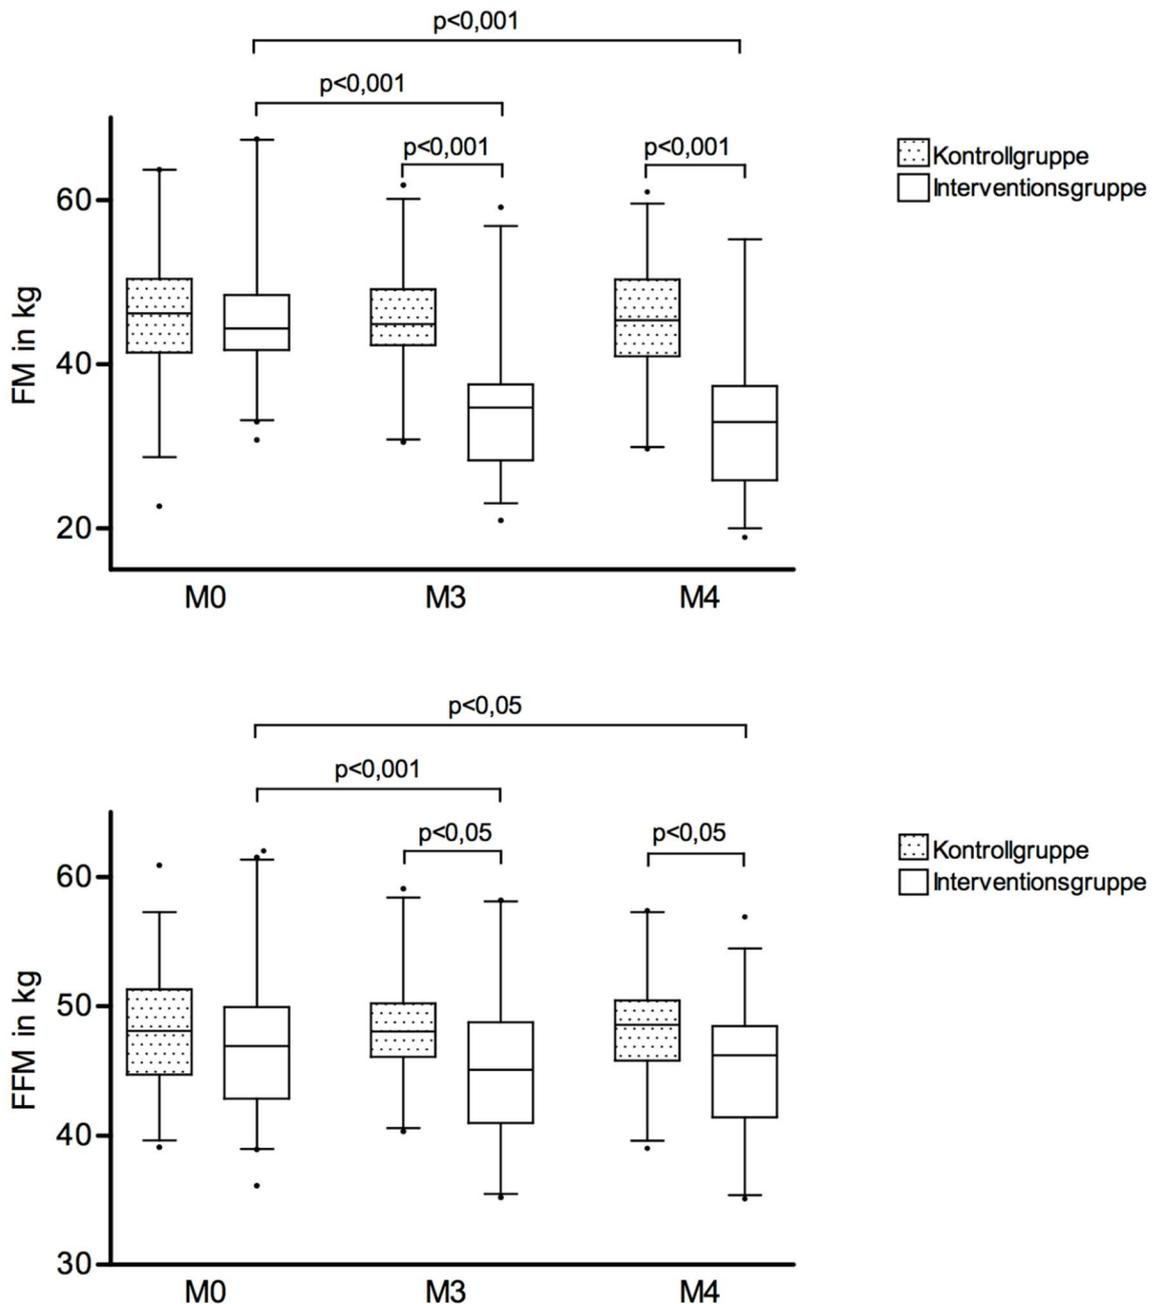 p<0,001
p<0,001
p<0,001
p<0,001
Kontrollgruppe
Interventionsgruppe
60
40
20
FM in kg
M0
M3
M4
p<0,05
p<0,001
p<0,05
p<0,05
Kontrollgruppe
Interventionsgruppe
60
50
40
30
FFM in kg
M0
M3
M4